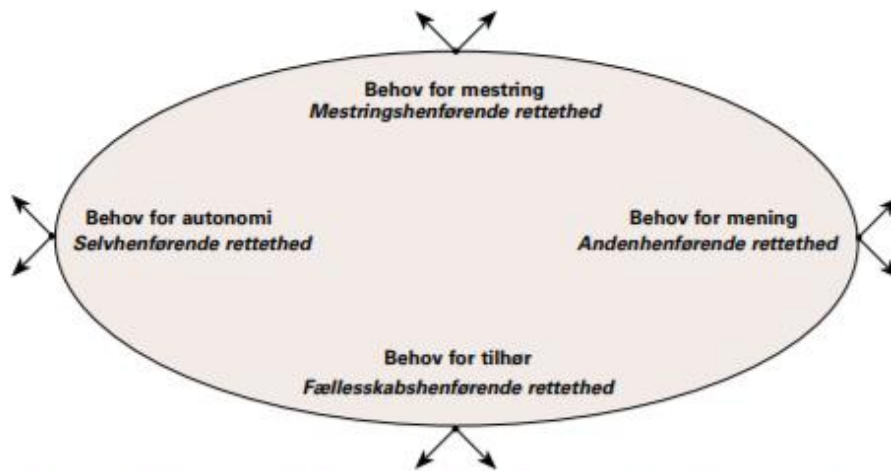 Behov for mestring
Mestringshenførende rettethed
Behov for autonomi
Selvhenførende rettethed
Behov for mening
Andenhenførende rettethed
Behov for tilhør
Fællesskabshenførende rettethed